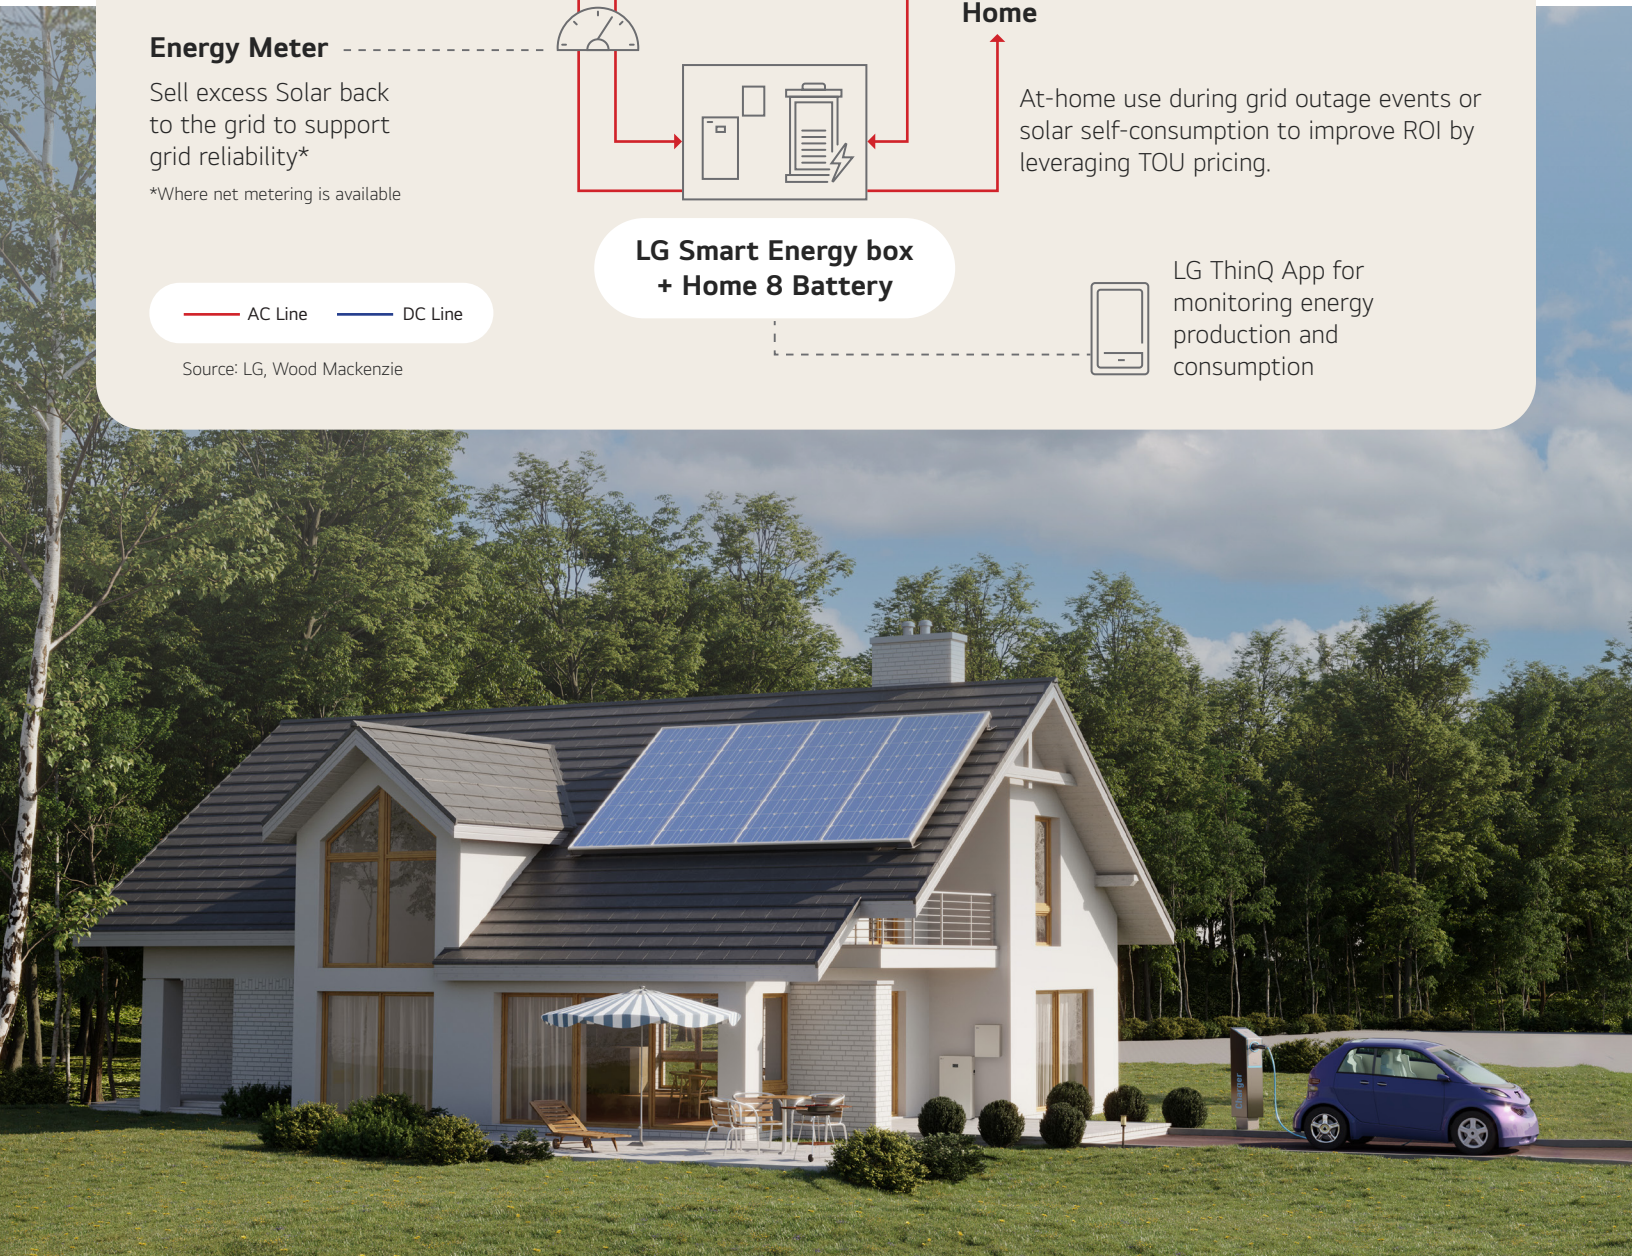 Home
Energy Meter
Sell excess Solar back
to the grid to support
grid reliability*
*Where net metering is available
At-home use during grid outage events or
solar self-consumption to improve ROI by
leveraging TOU pricing.
LG Smart Energy box
+ Home 8 Battery
AC Line
DC Line
Source: LG, Wood Mackenzie
LG ThinQ App for
monitoring energy
production and
consumption
Charger